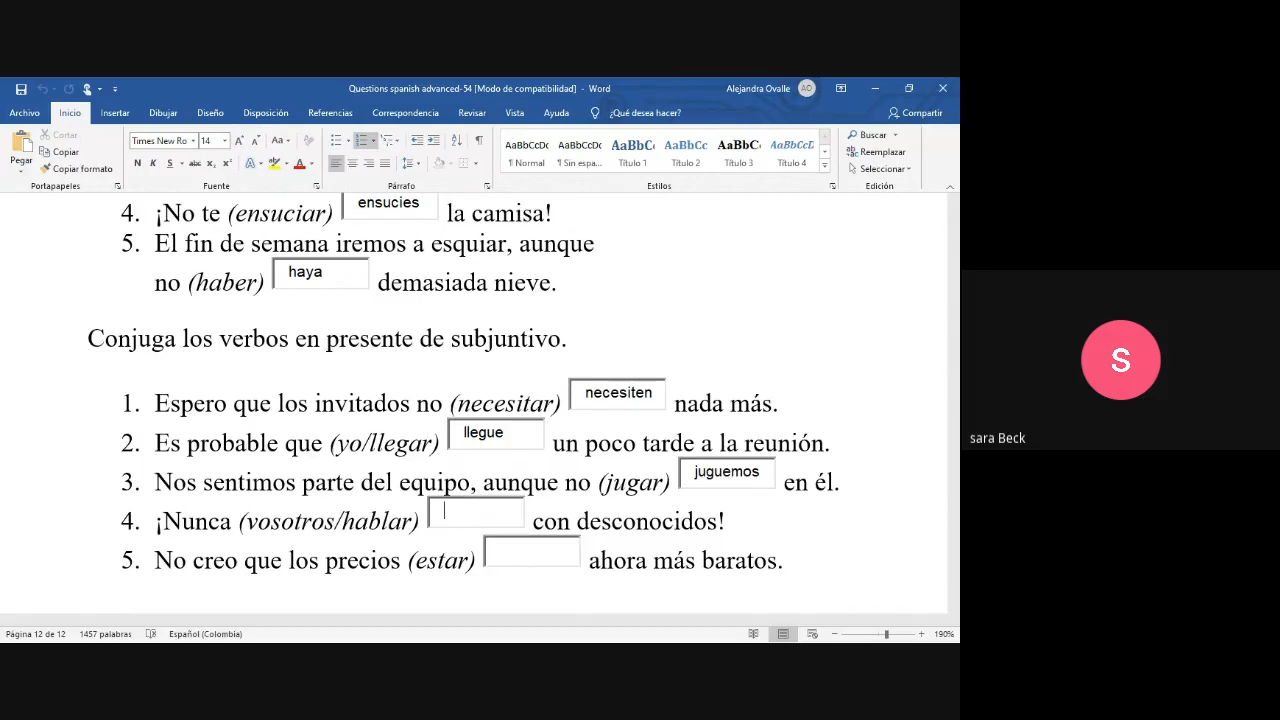 Questions spanish advanced-54 [Modo de compatibilidad] - Word
Alejandra Ovalle
AO
Archivo Inicio Insertar Dibujar Diseño Disposición Referencias Correspondencia Revisar Vista Ayuda ¿Qué desea hacer? Compartir
Pegar
Cortar
Copiar
Copiar formato
Portapapeles
Times New Ro 14
N K S abc x₂ x²
Fuente
Párrafo
AaBbCcDc AaBbCcDc AaBbC AaBbCc AaBbC AaBbCcD
¶ Normal ¶ Sin espa... Título 1 Título 2 Título 3 Título 4
Estilos
Buscar
Reemplazar
Seleccionar
Edición
4. ¡No te (ensuciar) ensucies la camisa!
5. El fin de semana iremos a esquiar, aunque
no (haber) haya demasiada nieve.
Conjuga los verbos en presente de subjuntivo.
1. Espero que los invitados no (necesitar) necesiten nada más.
2. Es probable que (yo/llegar) llegue un poco tarde a la reunión.
3. Nos sentimos parte del equipo, aunque no (jugar) juguemos en él.
4. ¡Nunca (vosotros/hablar) con desconocidos!
5. No creo que los precios (estar) ahora más baratos.
Página 12 de 12 1457 palabras Español (Colombia) 190%
S
sara Beck